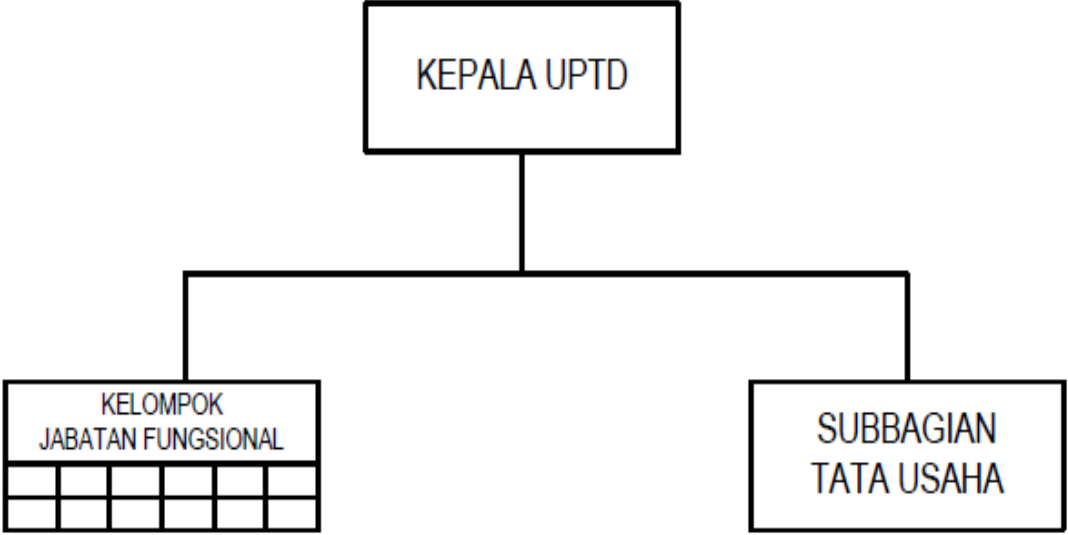 KEPALA UPTD
KELOMPOK
JABATAN FUNGSIONAL
SUBBAGIAN
TATA USAHA